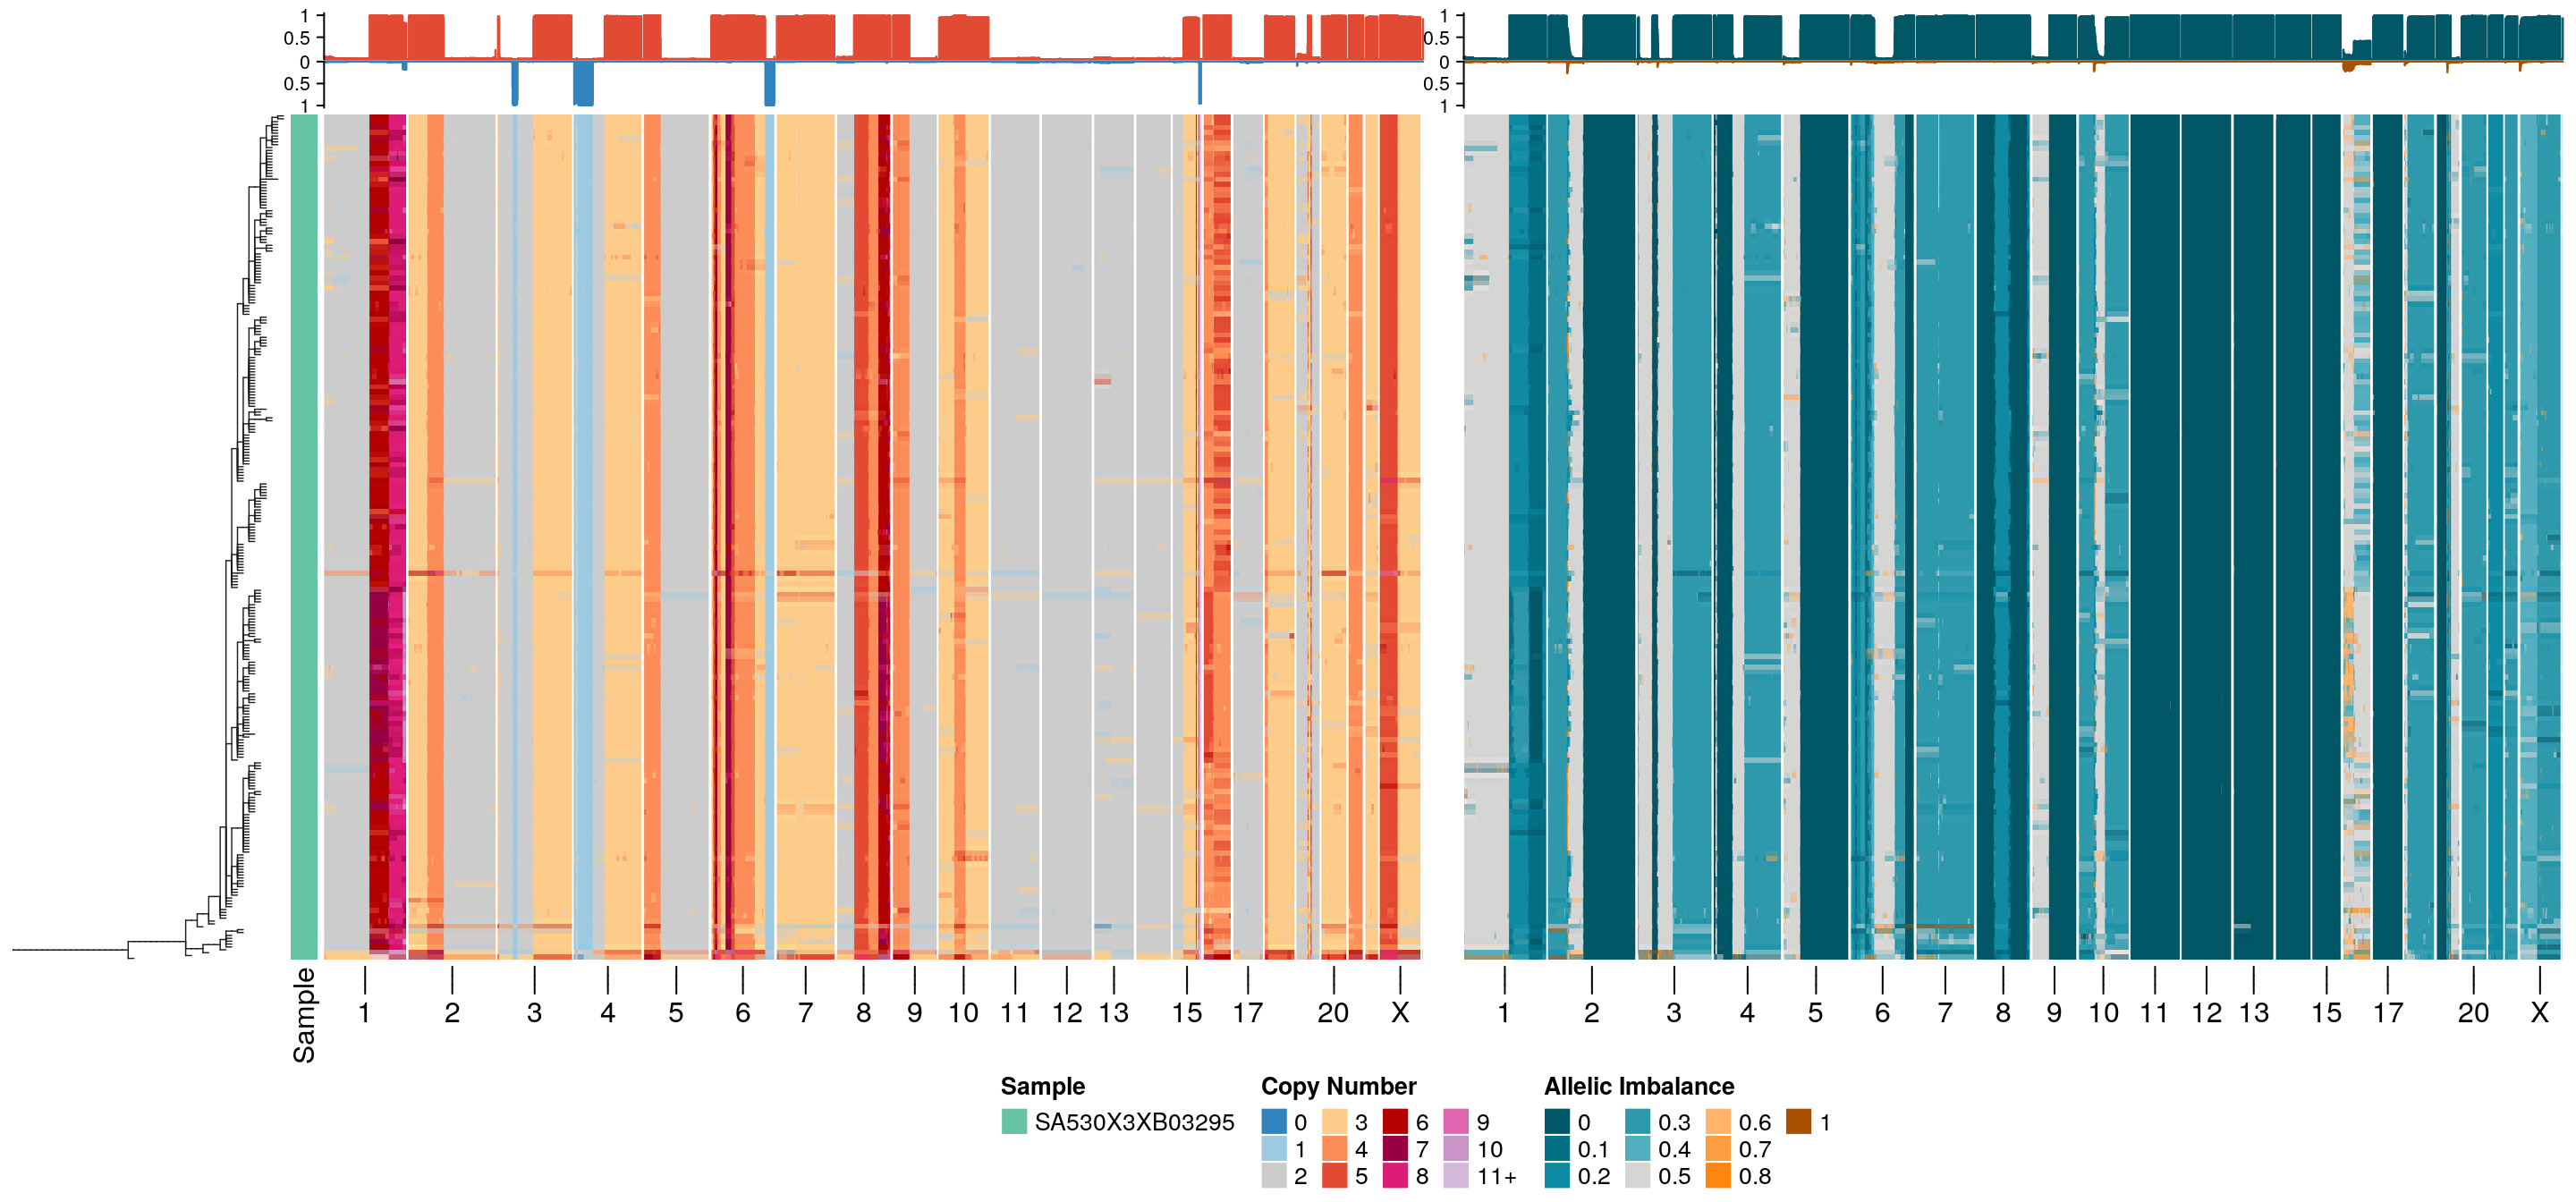 1 1
0.5 0.5
0 0
0.5 0.5
1 1
Sample
1 2 3 4 5 6 7 8 9 10 11 12 13 15 17 20 X
1 2 3 4 5 6 7 8 9 10 11 12 13 15 17 20 X
Sample Copy Number Allelic Imbalance
SA530X3XB03295 0 3 6 9 0 0.3 0.6 1
1 4 7 10 0.1 0.4 0.7
2 5 8 11+ 0.2 0.5 0.8